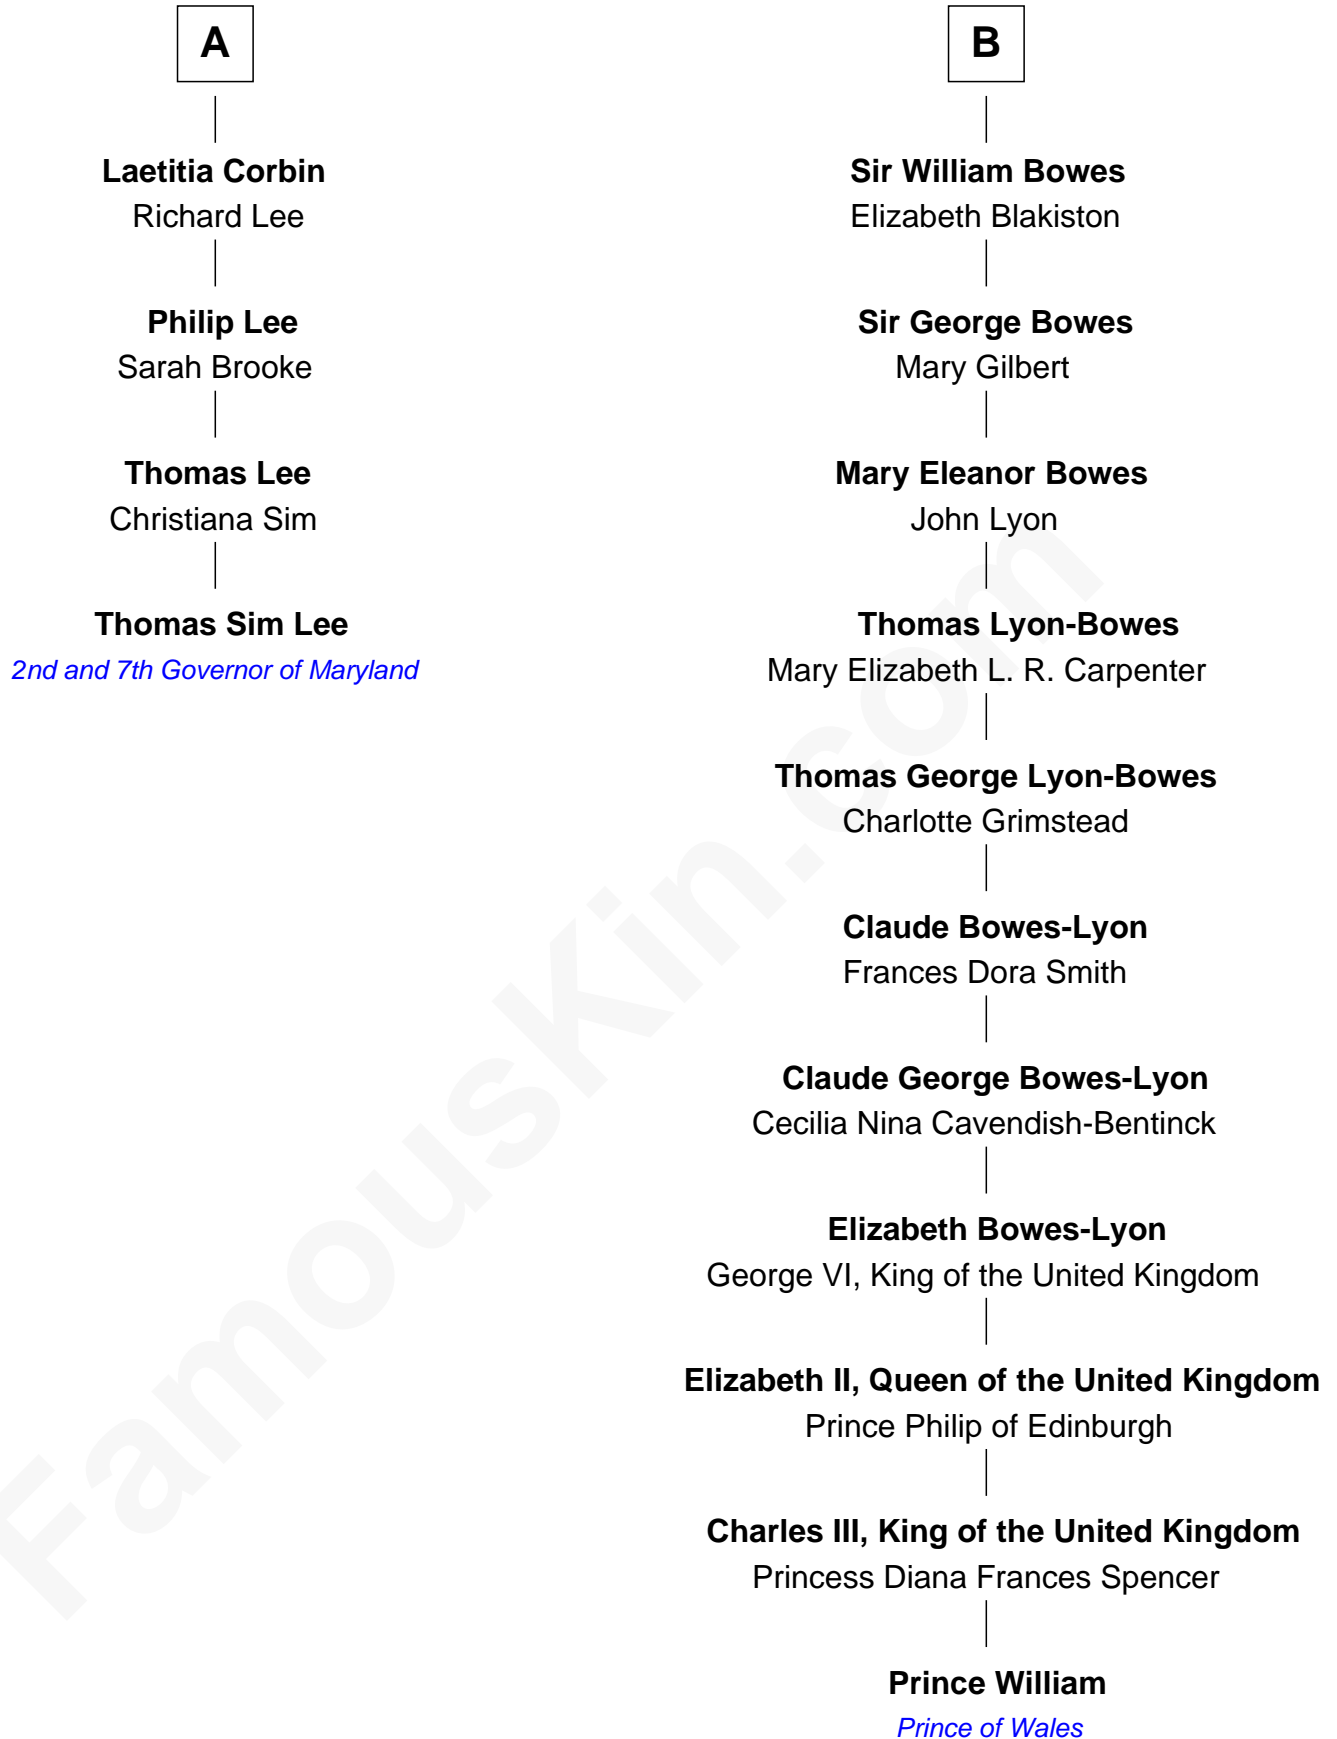 A
Laetitia Corbin
Richard Lee
Philip Lee
Sarah Brooke
Thomas Lee
Christiana Sim
Thomas Sim Lee
2nd and 7th Governor of Maryland
B
Sir William Bowes
Elizabeth Blakiston
Sir George Bowes
Mary Gilbert
Mary Eleanor Bowes
John Lyon
Thomas Lyon-Bowes
Mary Elizabeth L. R. Carpenter
Thomas George Lyon-Bowes
Charlotte Grimstead
Claude Bowes-Lyon
Frances Dora Smith
Claude George Bowes-Lyon
Cecilia Nina Cavendish-Bentinck
Elizabeth Bowes-Lyon
George VI, King of the United Kingdom
Elizabeth II, Queen of the United Kingdom
Prince Philip of Edinburgh
Charles III, King of the United Kingdom
Princess Diana Frances Spencer
Prince William
Prince of Wales
FamousKin.com